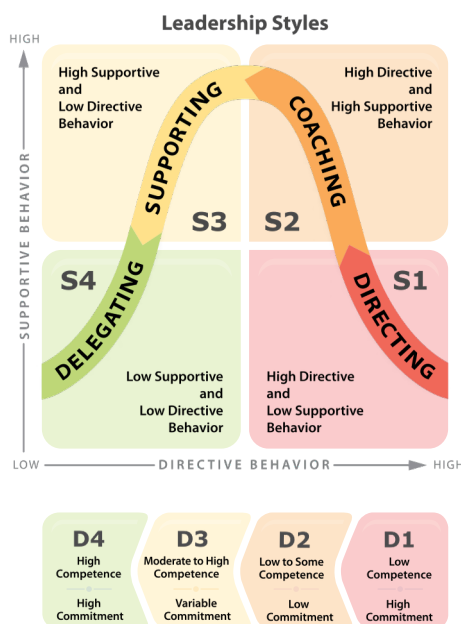 Leadership Styles
HIGH
High Supportive
and
Low Directive
Behavior
High Directive
and
High Supportive
Behavior
SUPPORTING
COACHING
S3
S2
SUPPORTIVE BEHAVIOR
S4
S1
DELEGATING
DIRECTING
Low Supportive
and
Low Directive
Behavior
High Directive
and
Low Supportive
Behavior
LOW
DIRECTIVE BEHAVIOR
HIGH
D4
High
Competence
High
Commitment
D3
Moderate to High
Competence
Variable
Commitment
D2
Low to Some
Competence
Low
Commitment
D1
Low
Competence
High
Commitment